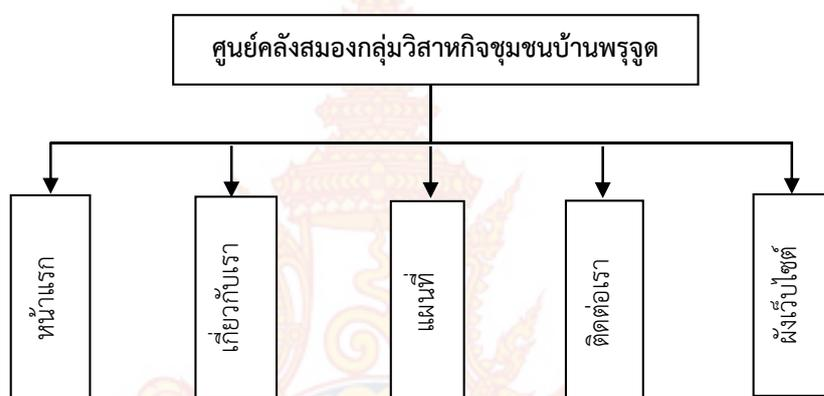 ศูนย์คลังสมองกลุ่มวิสาหกิจชุมชนบ้านพรุจูด
หน้าแรก
เกี่ยวกับเรา
แผนที่
ติดต่อเรา
ผังเว็บไซต์